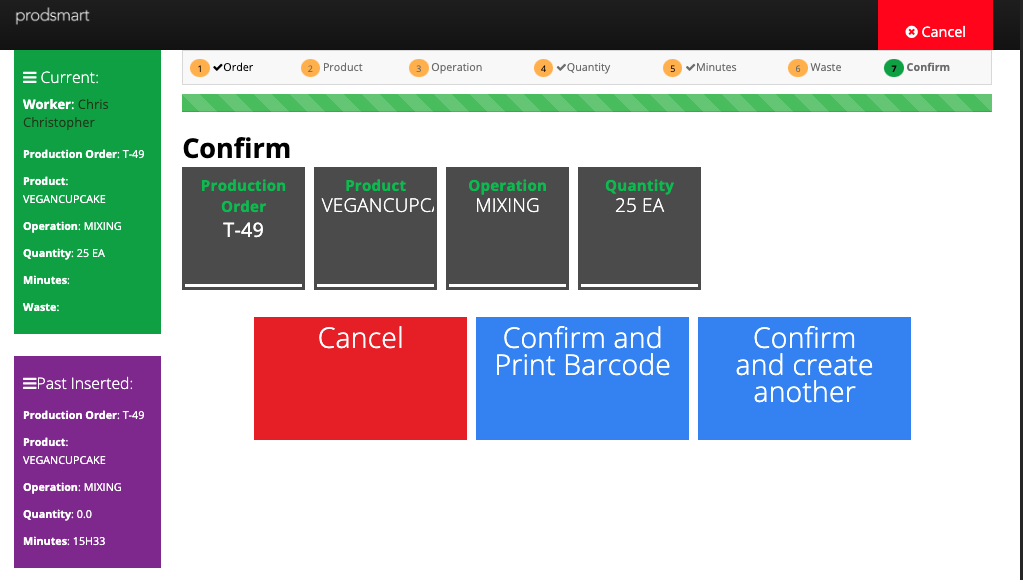 prodsmart
Cancel
Current:
Worker: Chris
Christopher
Production Order: T-49
Product:
VEGANCUPCAKE
Operation: MIXING
Quantity: 25 EA
Minutes:
Waste:
Past Inserted:
Production Order: T-49
Product:
VEGANCUPCAKE
Operation: MIXING
Quantity: 0.0
Minutes: 15H33
1 Order 2 Product 3 Operation 4 Quantity 5 Minutes 6 Waste 7 Confirm
Confirm
Production
Order
T-49
Product
VEGANCUPCA
Operation
MIXING
Quantity
25 EA
Cancel
Confirm and
Print Barcode
Confirm
and create
another